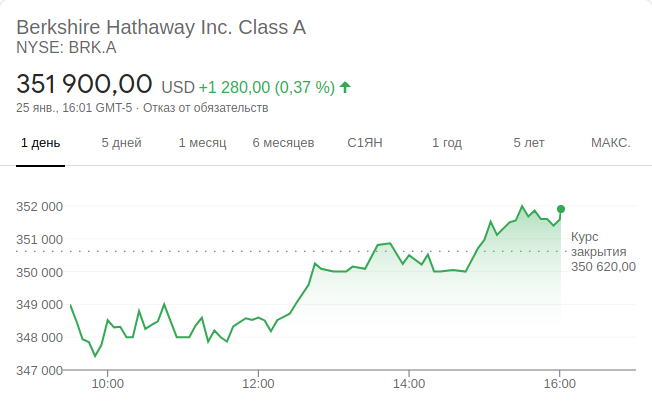 Berkshire Hathaway Inc. Class A
NYSE: BRK.A
351 900,00 USD +1 280,00 (0,37 %)
25 янв., 16:01 GMT-5 · Отказ от обязательств
1 день 5 дней 1 месяц 6 месяцев С1ЯН 1 год 5 лет МАКС.
352 000
351 000
350 000
349 000
348 000
347 000
Курс
закрытия
350 620,00
10:00 12:00 14:00 16:00